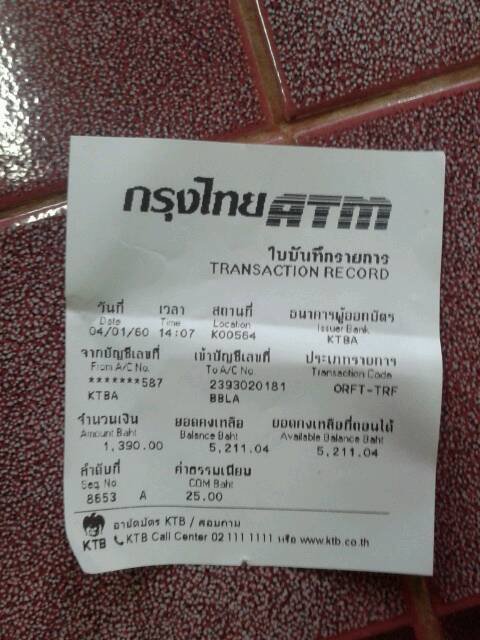 กรุงไทย ATM
ใบบันทึกรายการ
TRANSACTION RECORD
วันที่ เวลา สถานที่ ธนาคารผู้ออกบัตร
Date Time Location Issuer Bank
04/01/60 14:07 K00564 KTBA
จากบัญชีเลขที่ เข้าบัญชีเลขที่ ประเภทรายการ
From A/C No. To A/C No. Transaction Code
*******587 2393020181 ORFT-TRF
KTBA BBLA
จำนวนเงิน ยอดคงเหลือ ยอดคงเหลือที่ถอนได้
Amount Baht Balance Baht Available Balance Baht
1,390.00 5,211.04 5,211.04
ลำดับที่ ค่าธรรมเนียม
Seq No. COM Baht
8653 A 25.00
อายัดบัตร KTB / สอบถาม
KTB KTB Call Center 02 111 1111 หรือ www.ktb.co.th